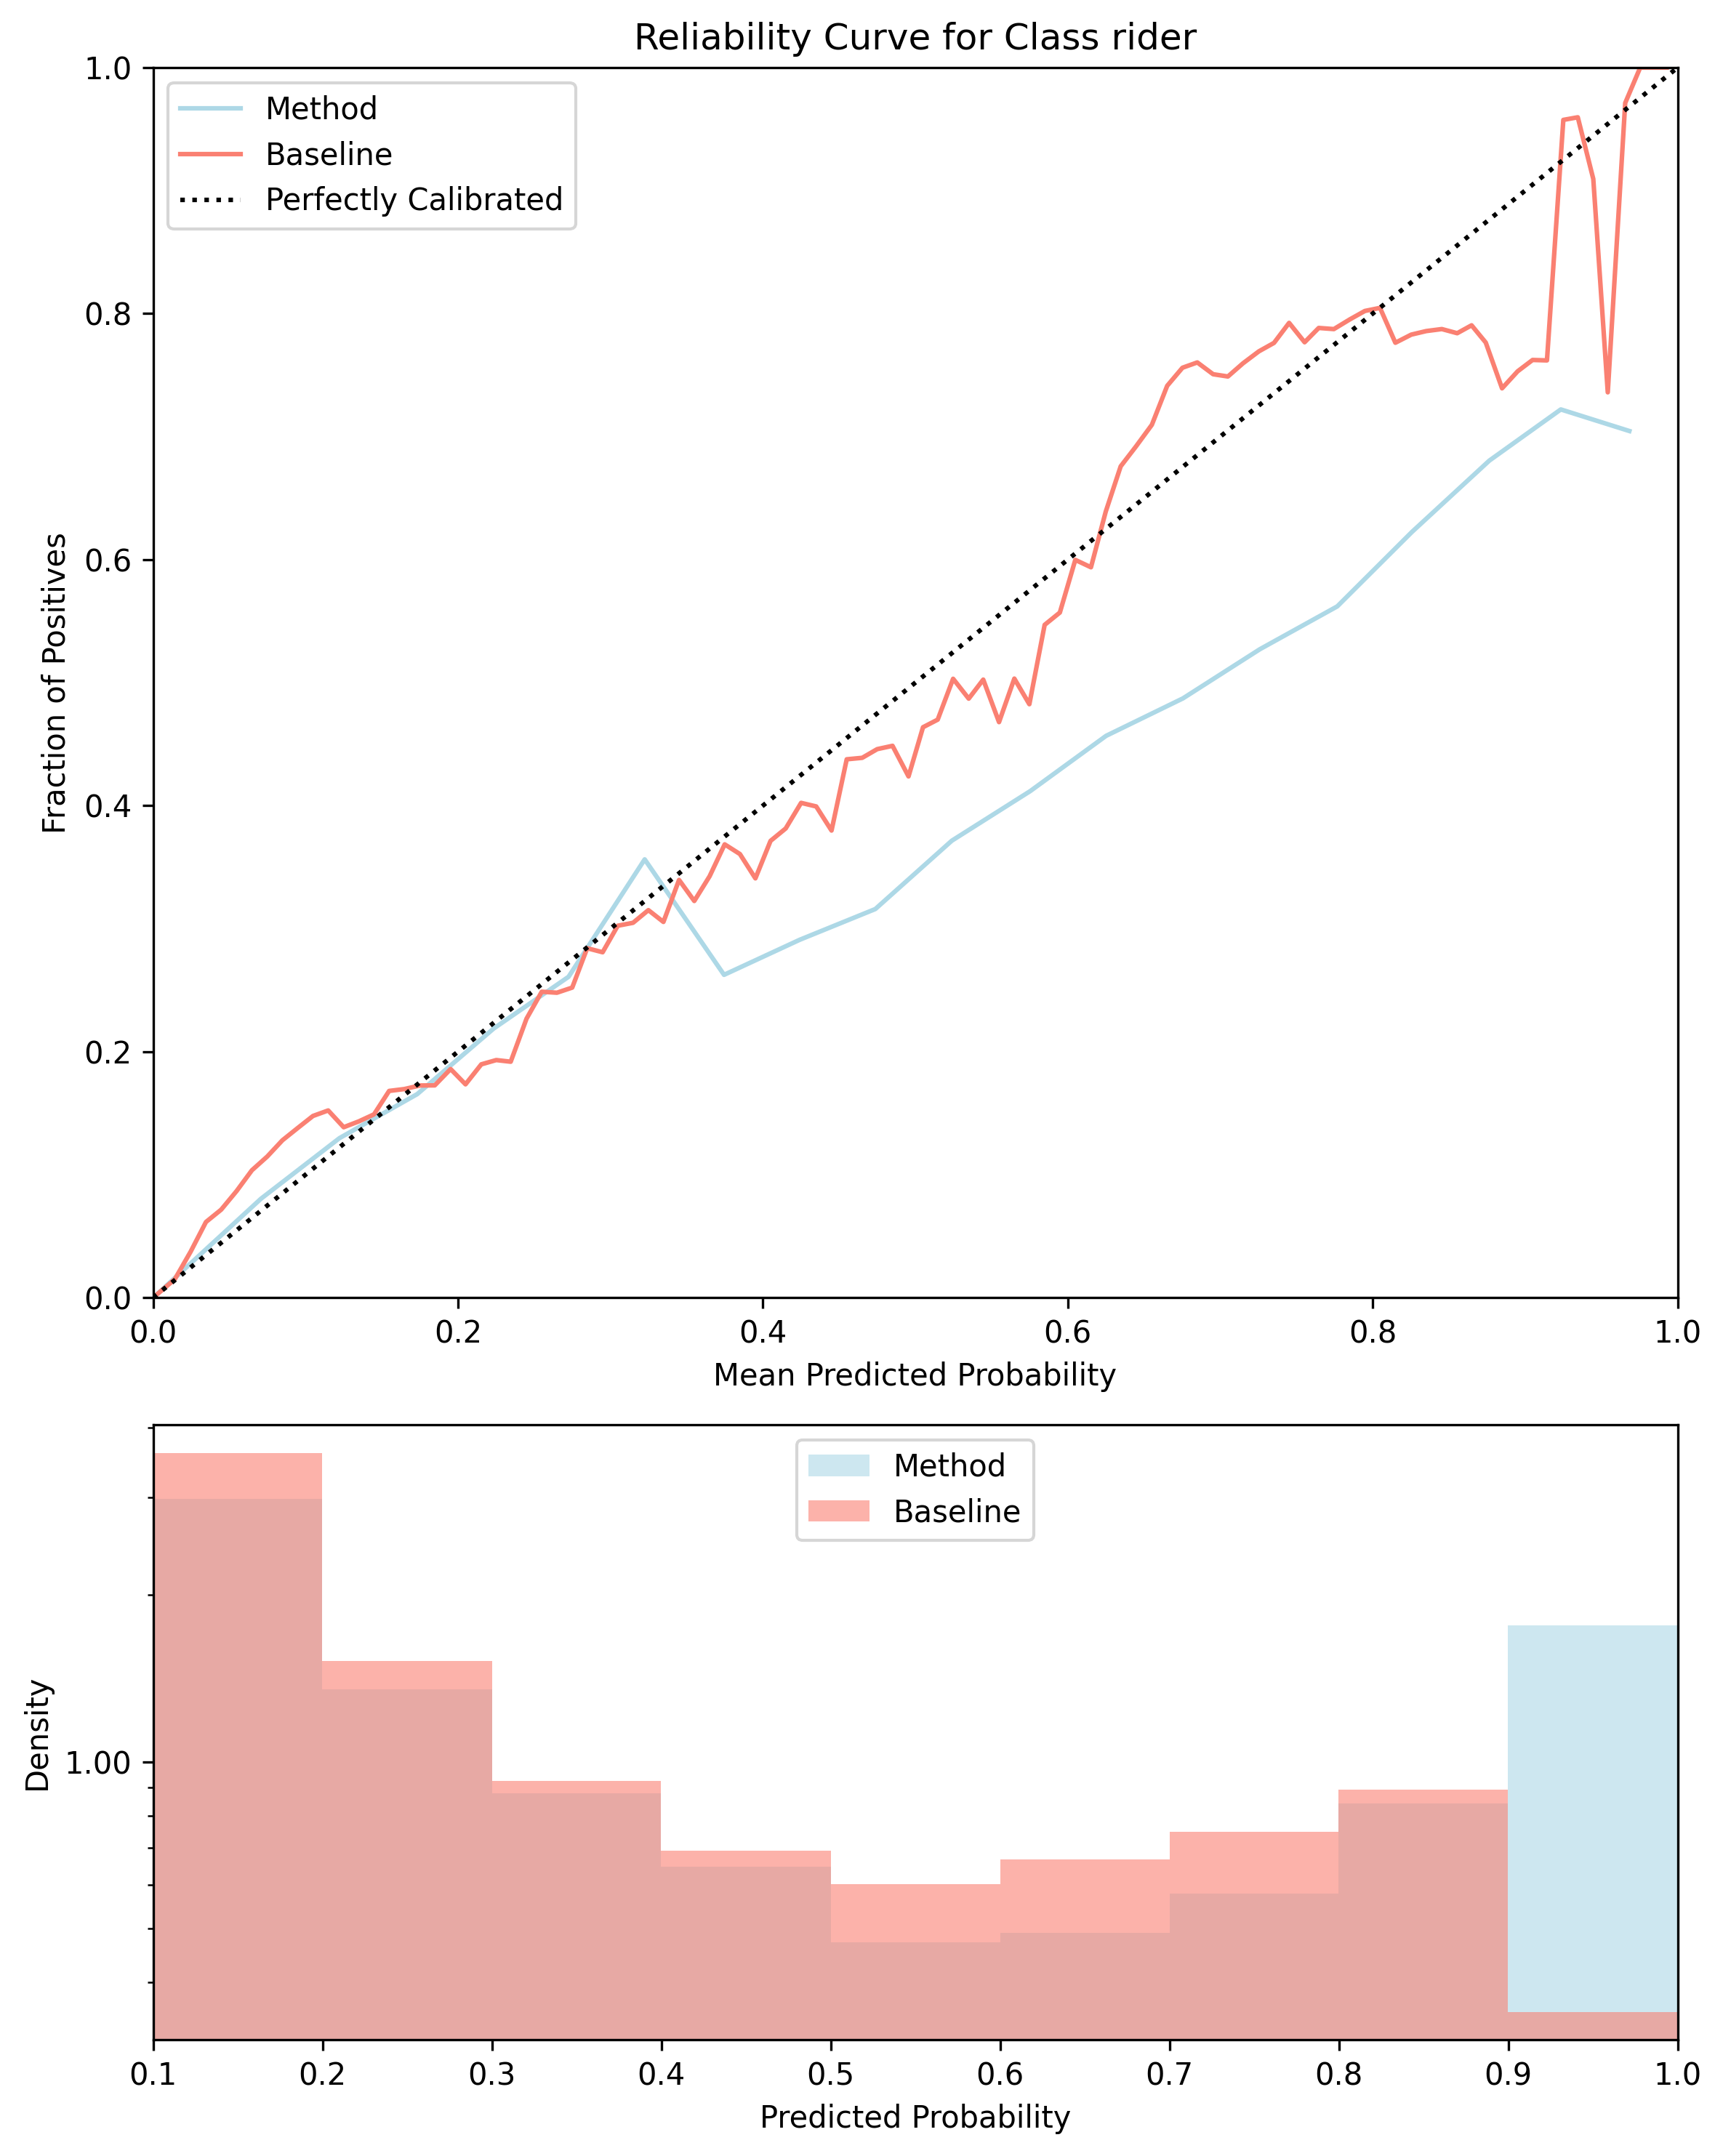 Reliability Curve for Class rider
1.0
0.8
0.6
0.4
0.2
0.0
Fraction of Positives
Method
Baseline
Perfectly Calibrated
0.0 0.2 0.4 0.6 0.8 1.0
Mean Predicted Probability
Method
Baseline
Density
1.00
0.1 0.2 0.3 0.4 0.5 0.6 0.7 0.8 0.9 1.0
Predicted Probability